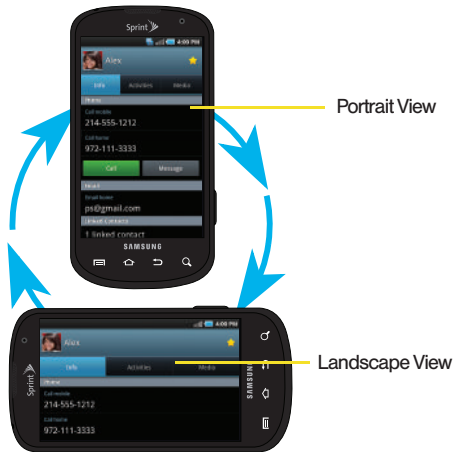 Sprint
4:00 PM
Alex
Info Activities Media
Phone
Call mobile
214-555-1212
Call home
972-111-3333
Call Message
Email
Email Home
ps@gmail.com
Linked Contacts
1 linked contact
SAMSUNG
Portrait View
4:00 PM
Alex
Info Activities Media
Phone
Call mobile
214-555-1212
Call home
972-111-3333
Sprint
SAMSUNG
Landscape View